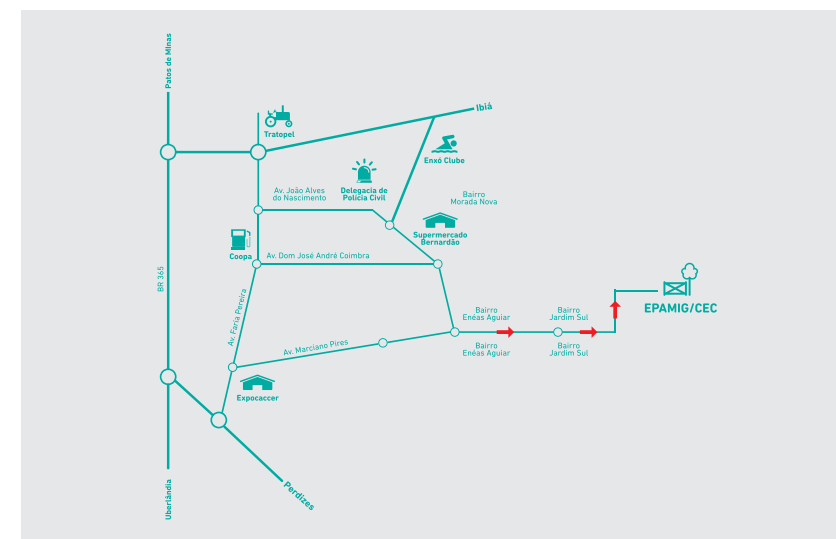 Patos de Minas
Ibiá
Tratopel
Enxó Clube
Av. João Alves
do Nascimento
Delegacia de
Polícia Civil
Bairro
Morada Nova
Supermercado
Bernardão
Coopa
Av. Dom José André Coimbra
BR 365
Av. Faria Pereira
EPAMIG/CEC
Bairro
Enéas Aguiar
Bairro
Jardim Sul
Av. Marciano Pires
Bairro
Enéas Aguiar
Bairro
Jardim Sul
Expocaccer
Uberlândia
Perdizes